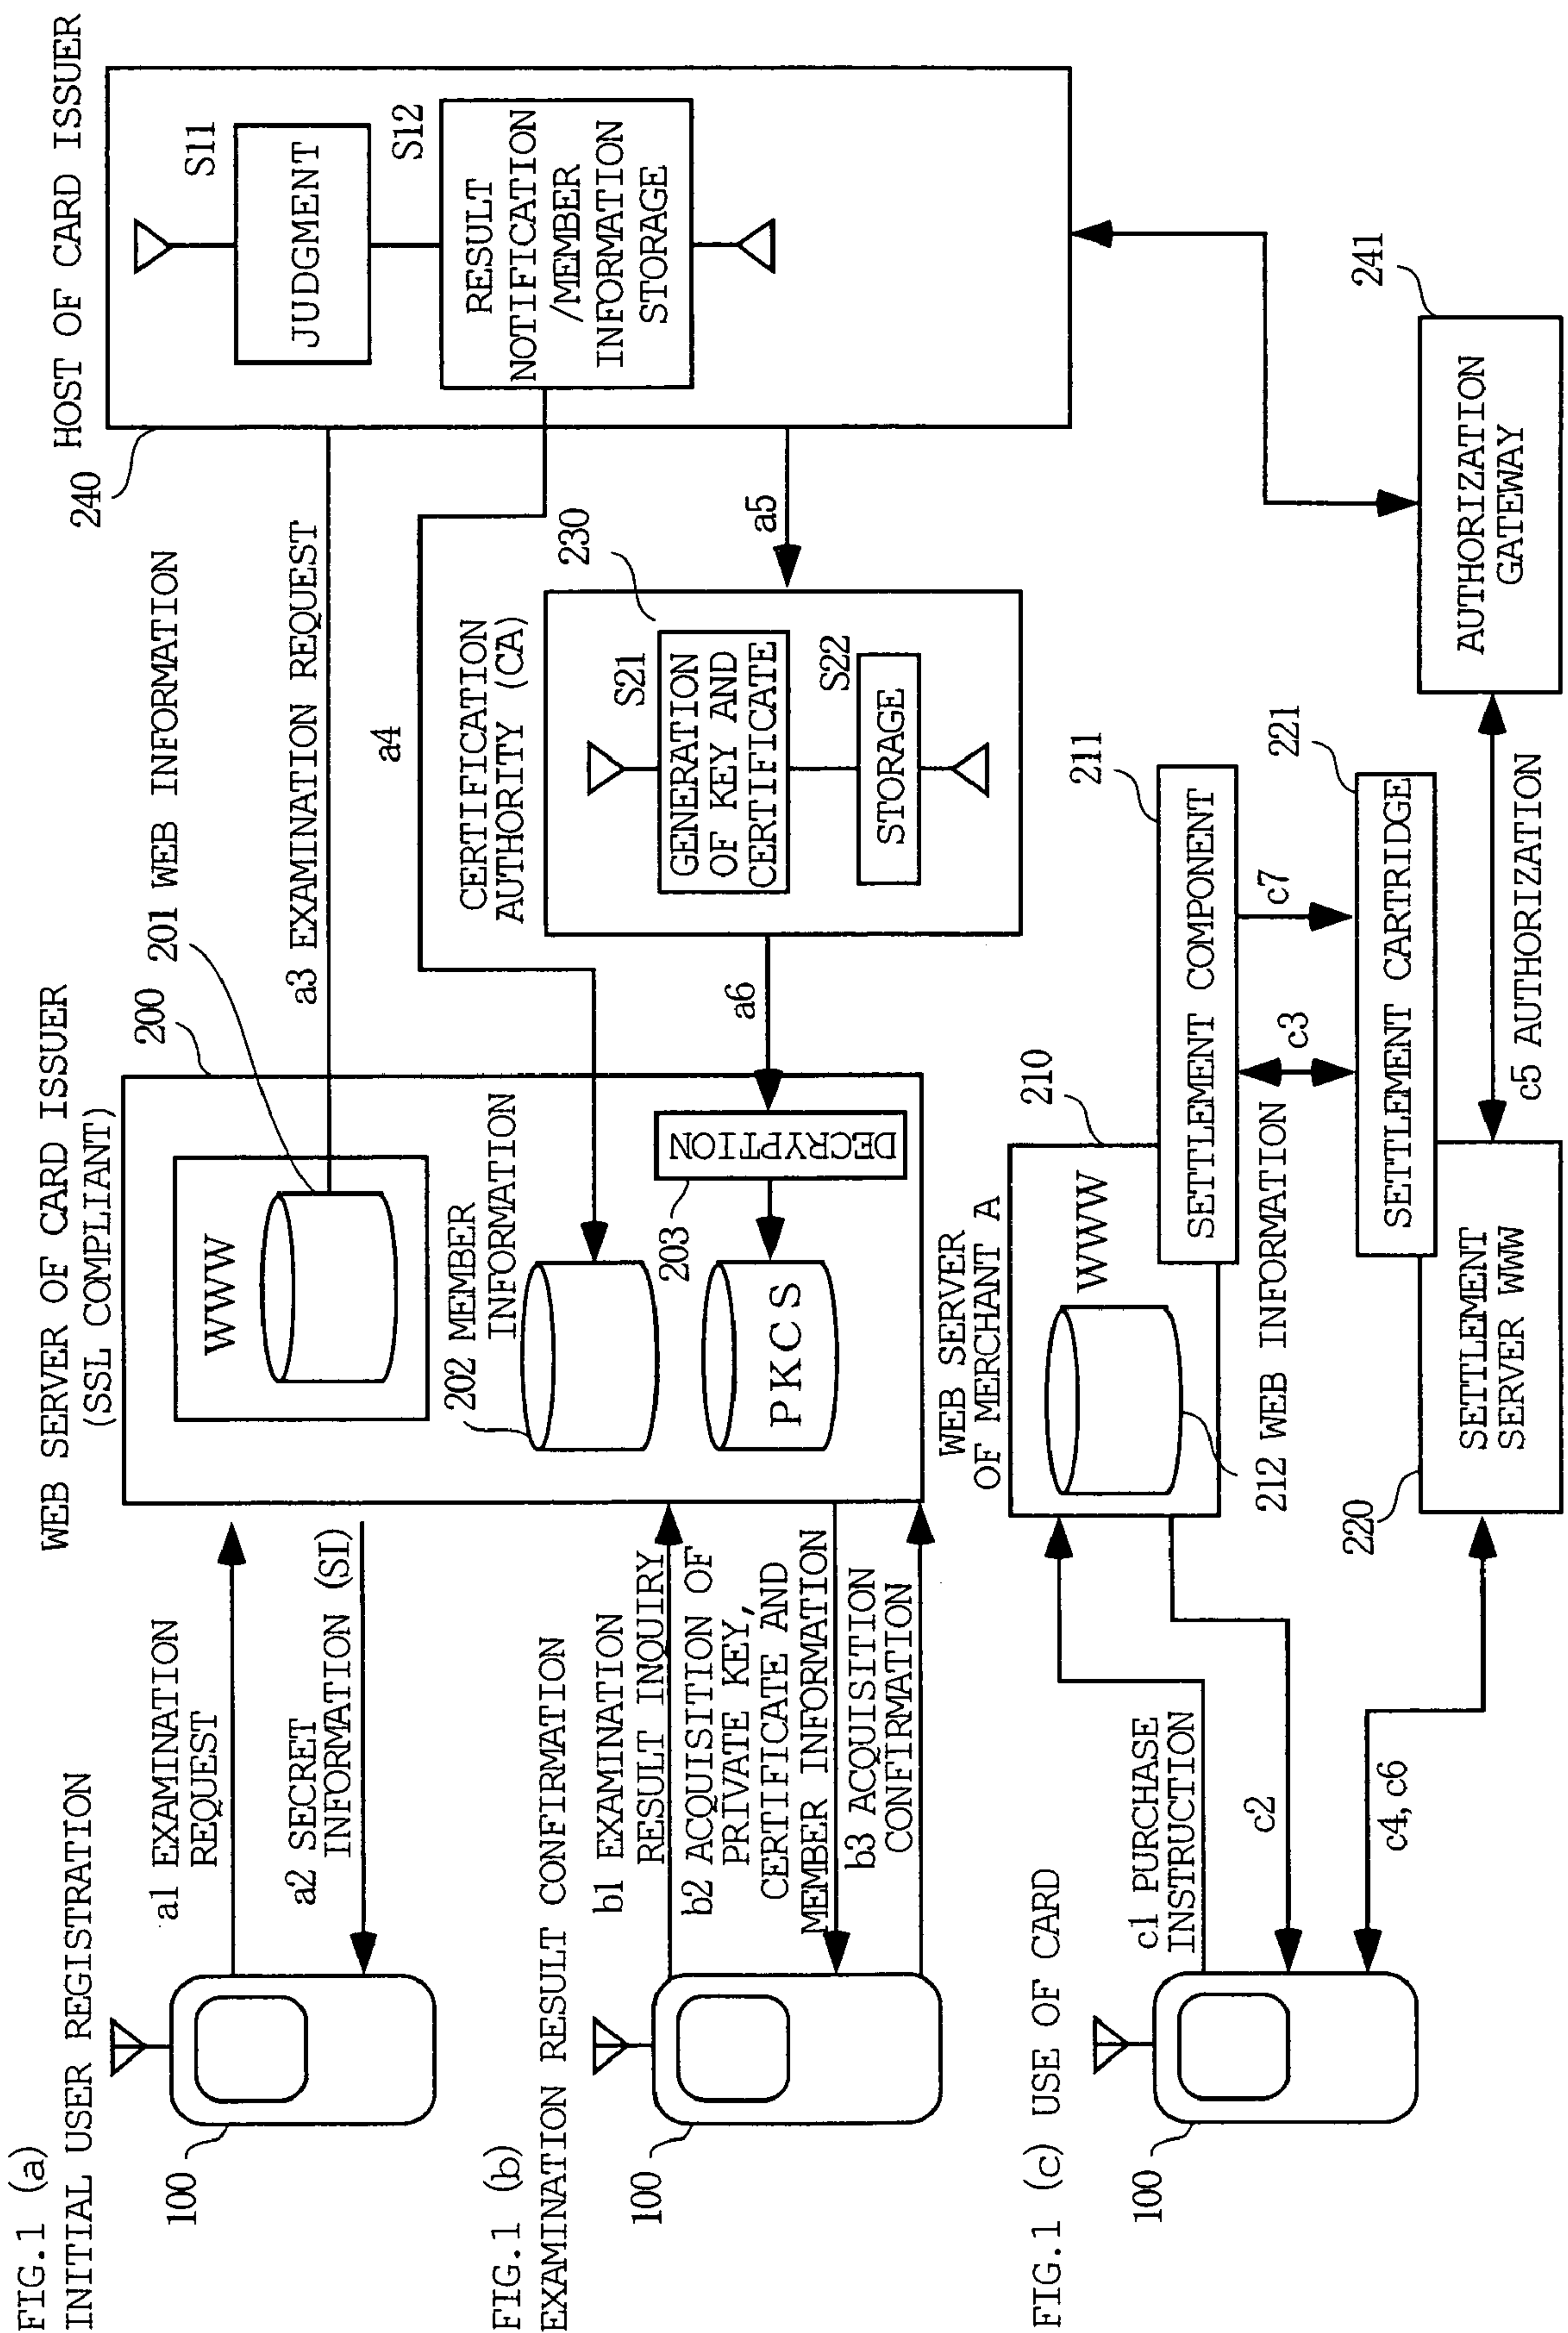 FIG.1 (a)
INITIAL USER REGISTRATION
100
a1 EXAMINATION
REQUEST
a2 SECRET
INFORMATION (SI)
WEB SERVER OF CARD ISSUER
(SSL COMPLIANT)
200
201 WEB INFORMATION
WWW
a3 EXAMINATION REQUEST
HOST OF CARD ISSUER
240
S11
JUDGMENT
S12
RESULT
NOTIFICATION
/MEMBER
INFORMATION
STORAGE
a4
a5
CERTIFICATION
AUTHORITY (CA)
230
S21
GENERATION
OF KEY AND
CERTIFICATE
S22
STORAGE
a6
202 MEMBER
INFORMATION
203
DECRYPTION
PKCS
FIG.1 (b)
EXAMINATION RESULT CONFIRMATION
100
b1 EXAMINATION
RESULT INQUIRY
b2 ACQUISITION OF
PRIVATE KEY,
CERTIFICATE AND
MEMBER INFORMATION
b3 ACQUISITION
CONFIRMATION
FIG.1 (c) USE OF CARD
100
c1 PURCHASE
INSTRUCTION
c2
c4, c6
WEB SERVER
OF MERCHANT A
210
WWW
212 WEB INFORMATION
211
SETTLEMENT COMPONENT
c3
c7
221
SETTLEMENT CARTRIDGE
220
SETTLEMENT
SERVER WWW
c5 AUTHORIZATION
241
AUTHORIZATION
GATEWAY